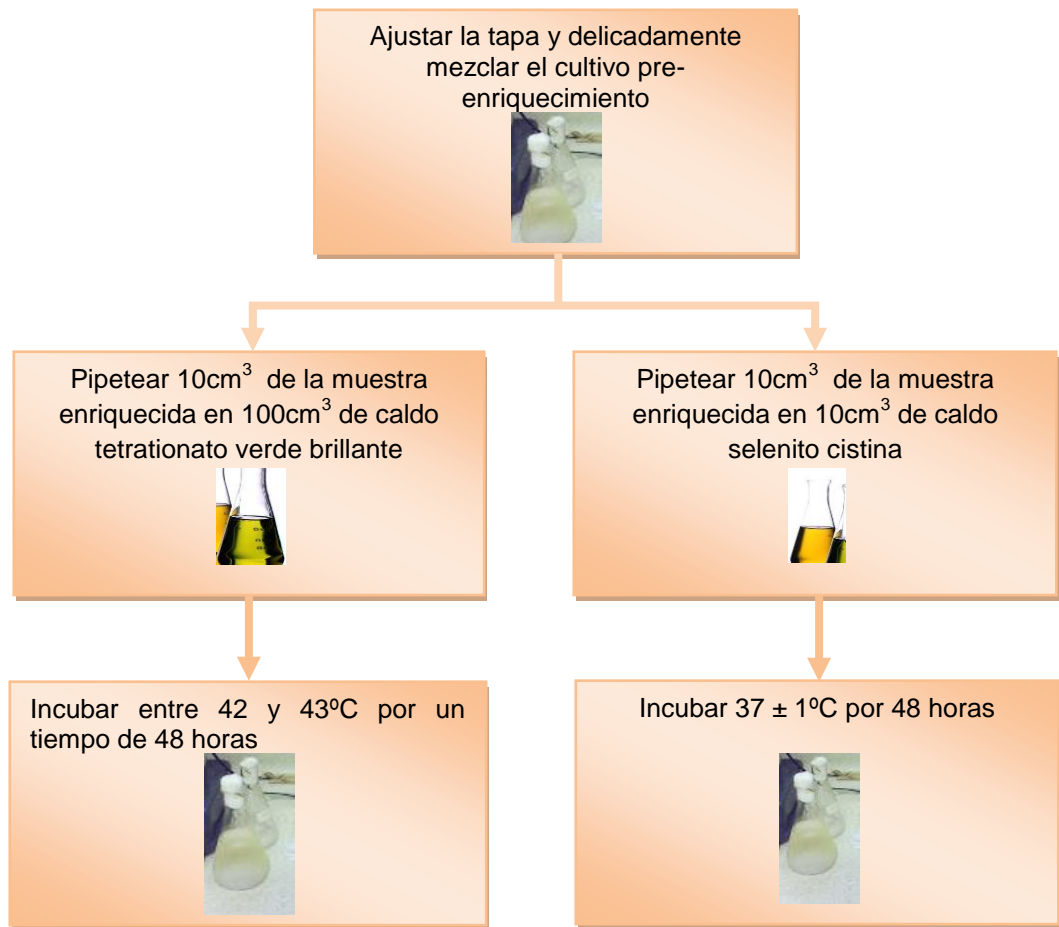 Ajustar la tapa y delicadamente
mezclar el cultivo pre-
enriquecimiento
Pipetear 10cm³ de la muestra
enriquecida en 100cm³ de caldo
tetrationato verde brillante
Pipetear 10cm³ de la muestra
enriquecida en 10cm³ de caldo
selenito cistina
Incubar entre 42 y 43ºC por un
tiempo de 48 horas
Incubar 37 ± 1ºC por 48 horas